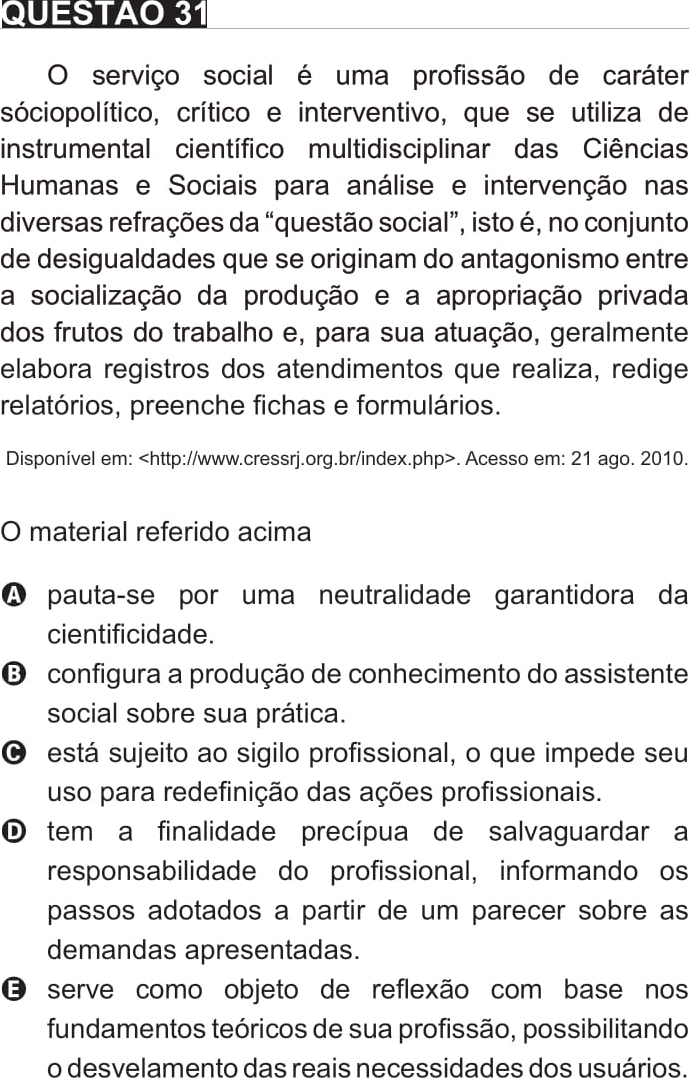 QUESTÃO 31
O serviço social é uma profissão de caráter
sóciopolítico, crítico e interventivo, que se utiliza de
instrumental científico multidisciplinar das Ciências
Humanas e Sociais para análise e intervenção nas
diversas refrações da “questão social”, isto é, no conjunto
de desigualdades que se originam do antagonismo entre
a socialização da produção e a apropriação privada
dos frutos do trabalho e, para sua atuação, geralmente
elabora registros dos atendimentos que realiza, redige
relatórios, preenche fichas e formulários.
Disponível em: <http://www.cressrj.org.br/index.php>. Acesso em: 21 ago. 2010.
O material referido acima
A pauta-se por uma neutralidade garantidora da
cientificidade.
B configura a produção de conhecimento do assistente
social sobre sua prática.
C está sujeito ao sigilo profissional, o que impede seu
uso para redefinição das ações profissionais.
D tem a finalidade precípua de salvaguardar a
responsabilidade do profissional, informando os
passos adotados a partir de um parecer sobre as
demandas apresentadas.
E serve como objeto de reflexão com base nos
fundamentos teóricos de sua profissão, possibilitando
o desvelamento das reais necessidades dos usuários.